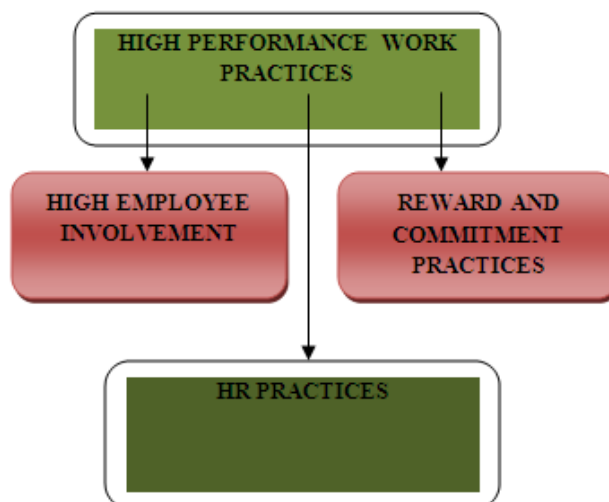 HIGH PERFORMANCE WORK
PRACTICES
HIGH EMPLOYEE
INVOLVEMENT
REWARD AND
COMMITMENT
PRACTICES
HR PRACTICES